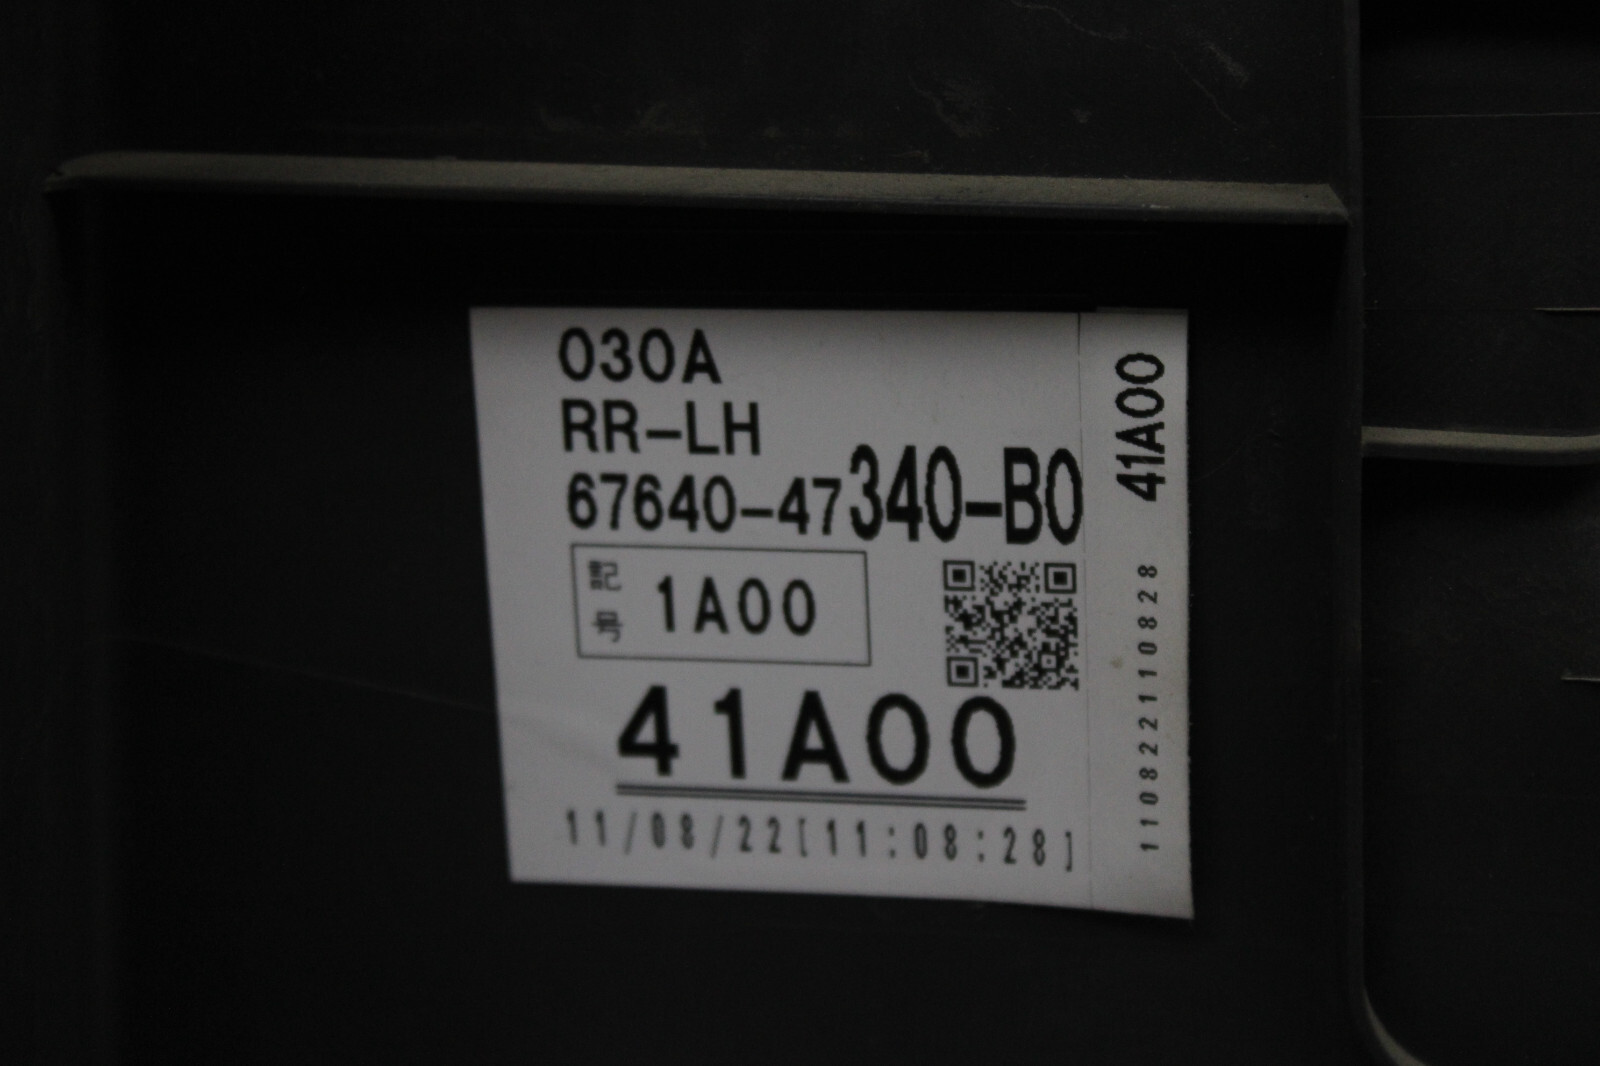 030A
RR-LH
67640-47340-B0
記号 1A00
41A00
11/08/22[11:08:28]
41A00
110822110828